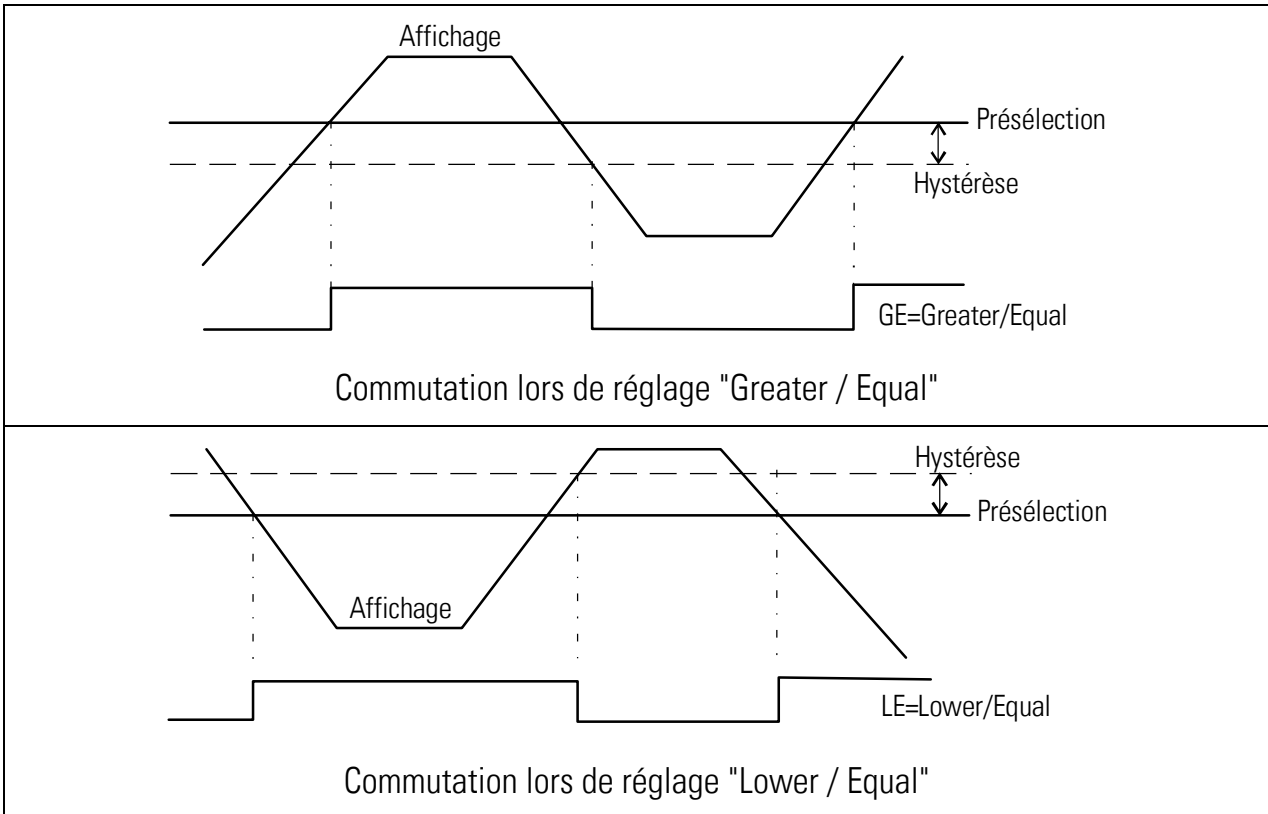 Affichage
Présélection
Hystérèse
GE=Greater/Equal
Commutation lors de réglage "Greater / Equal"
Hystérèse
Présélection
Affichage
LE=Lower/Equal
Commutation lors de réglage "Lower / Equal"